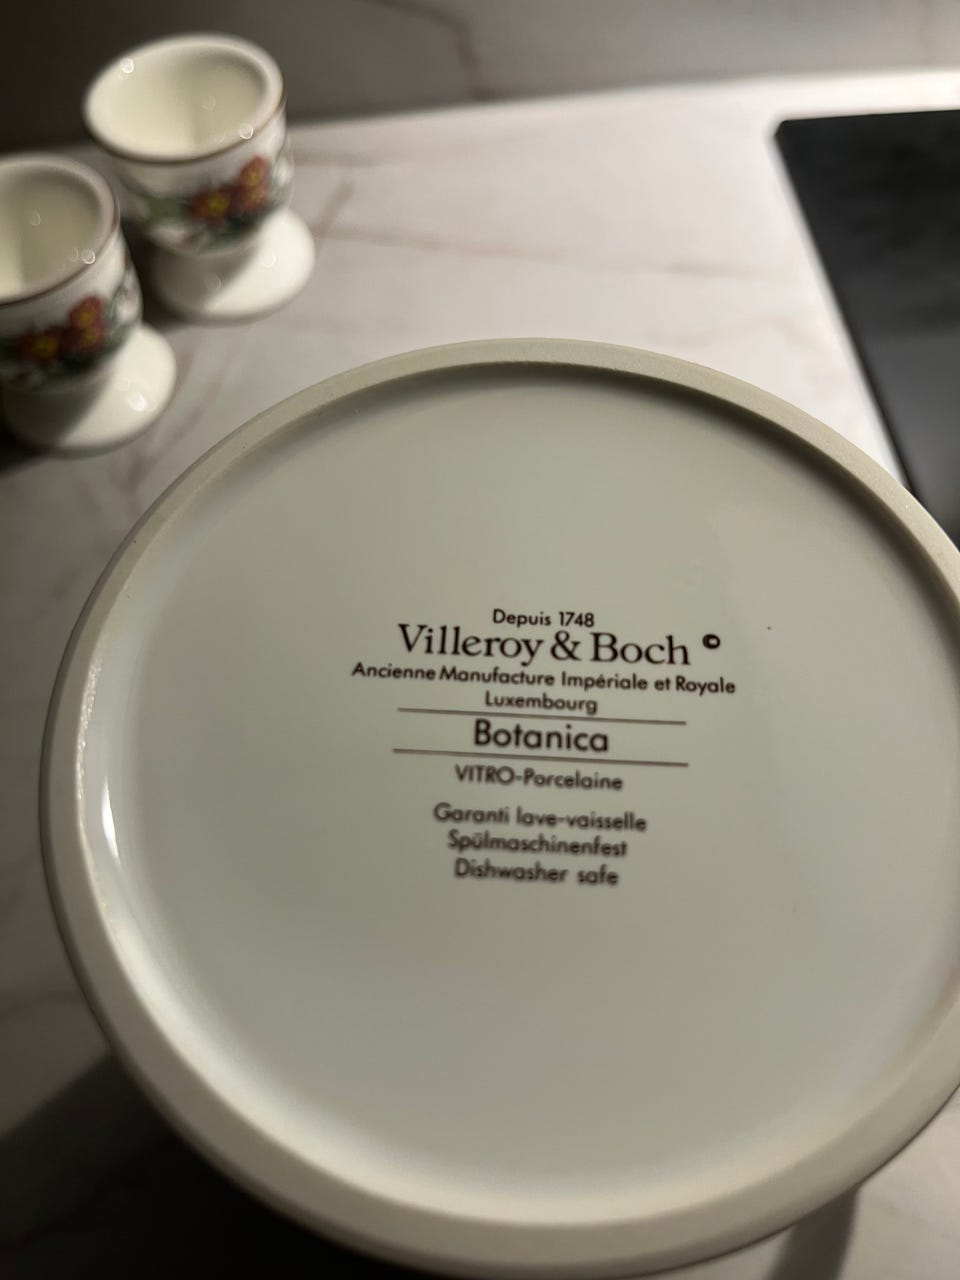 Depuis 1748
Villeroy & Boch ©
Ancienne Manufacture Impériale et Royale
Luxembourg
Botanica
VITRO-Porcelaine
Garanti lave-vaisselle
Spülmaschinenfest
Dishwasher safe